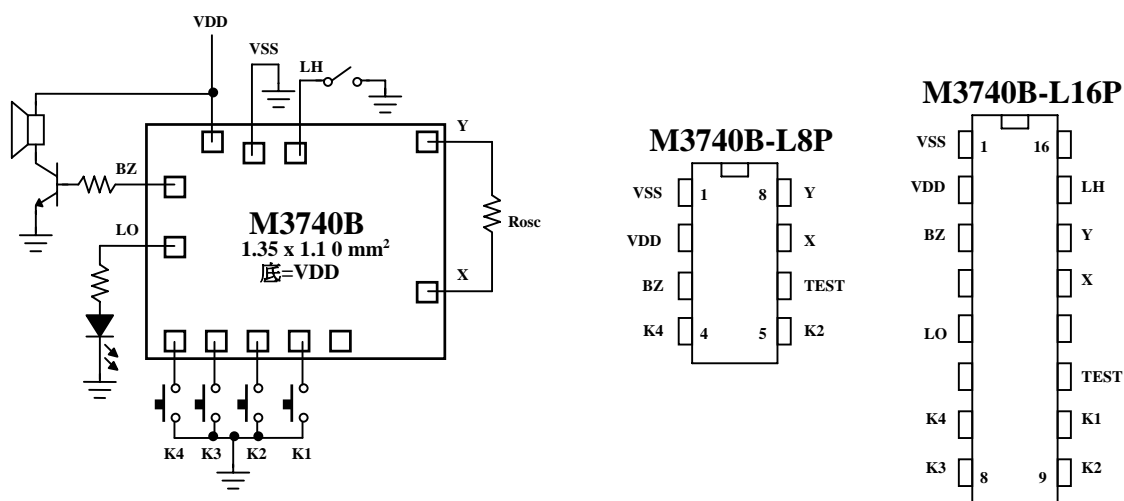 VDD
VSS
LH
Y
BZ
M3740B
1.35 x 1.1 0 mm²
底=VDD
Rosc
LO
X
K4 K3 K2 K1
M3740B-L8P
VSS 1 8 Y
VDD X
BZ TEST
K4 4 5 K2
M3740B-L16P
VSS 1 16
VDD LH
BZ Y
X
LO
TEST
K4 K1
K3 8 9 K2